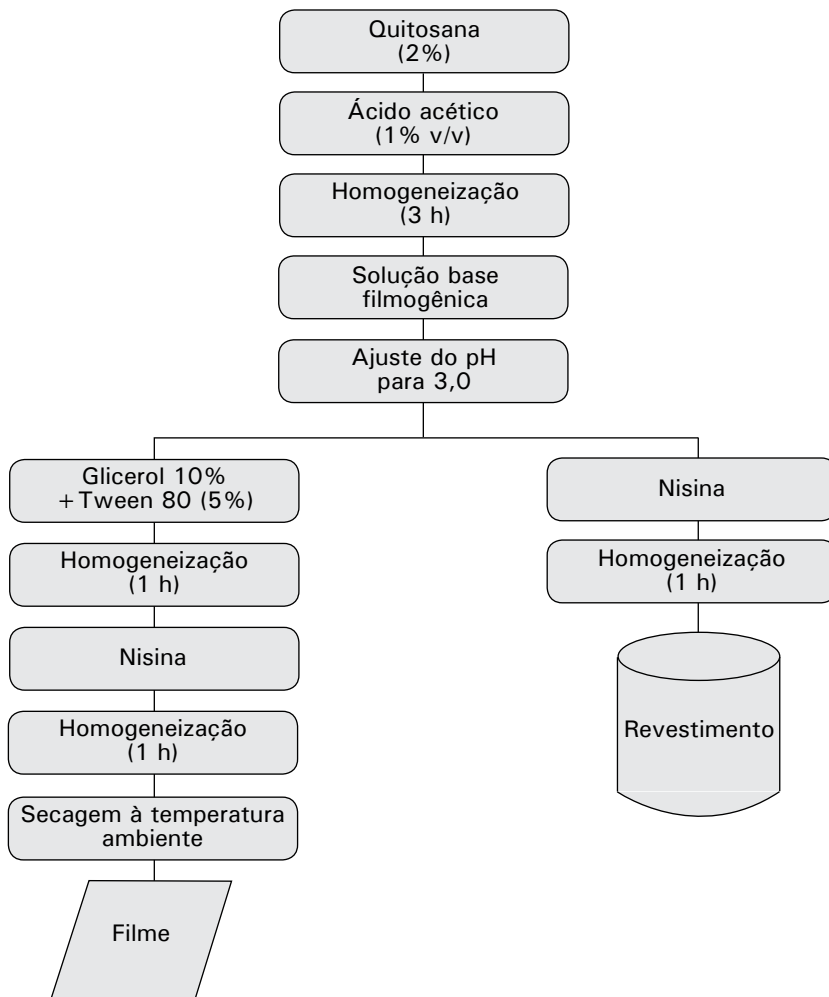 Quitosana
(2%)
Ácido acético
(1% v/v)
Homogeneização
(3 h)
Solução base
filmogênica
Ajuste do pH
para 3,0
Glicerol 10%
+Tween 80 (5%)
Homogeneização
(1 h)
Nisina
Homogeneização
(1 h)
Secagem à temperatura
ambiente
Filme
Nisina
Homogeneização
(1 h)
Revestimento